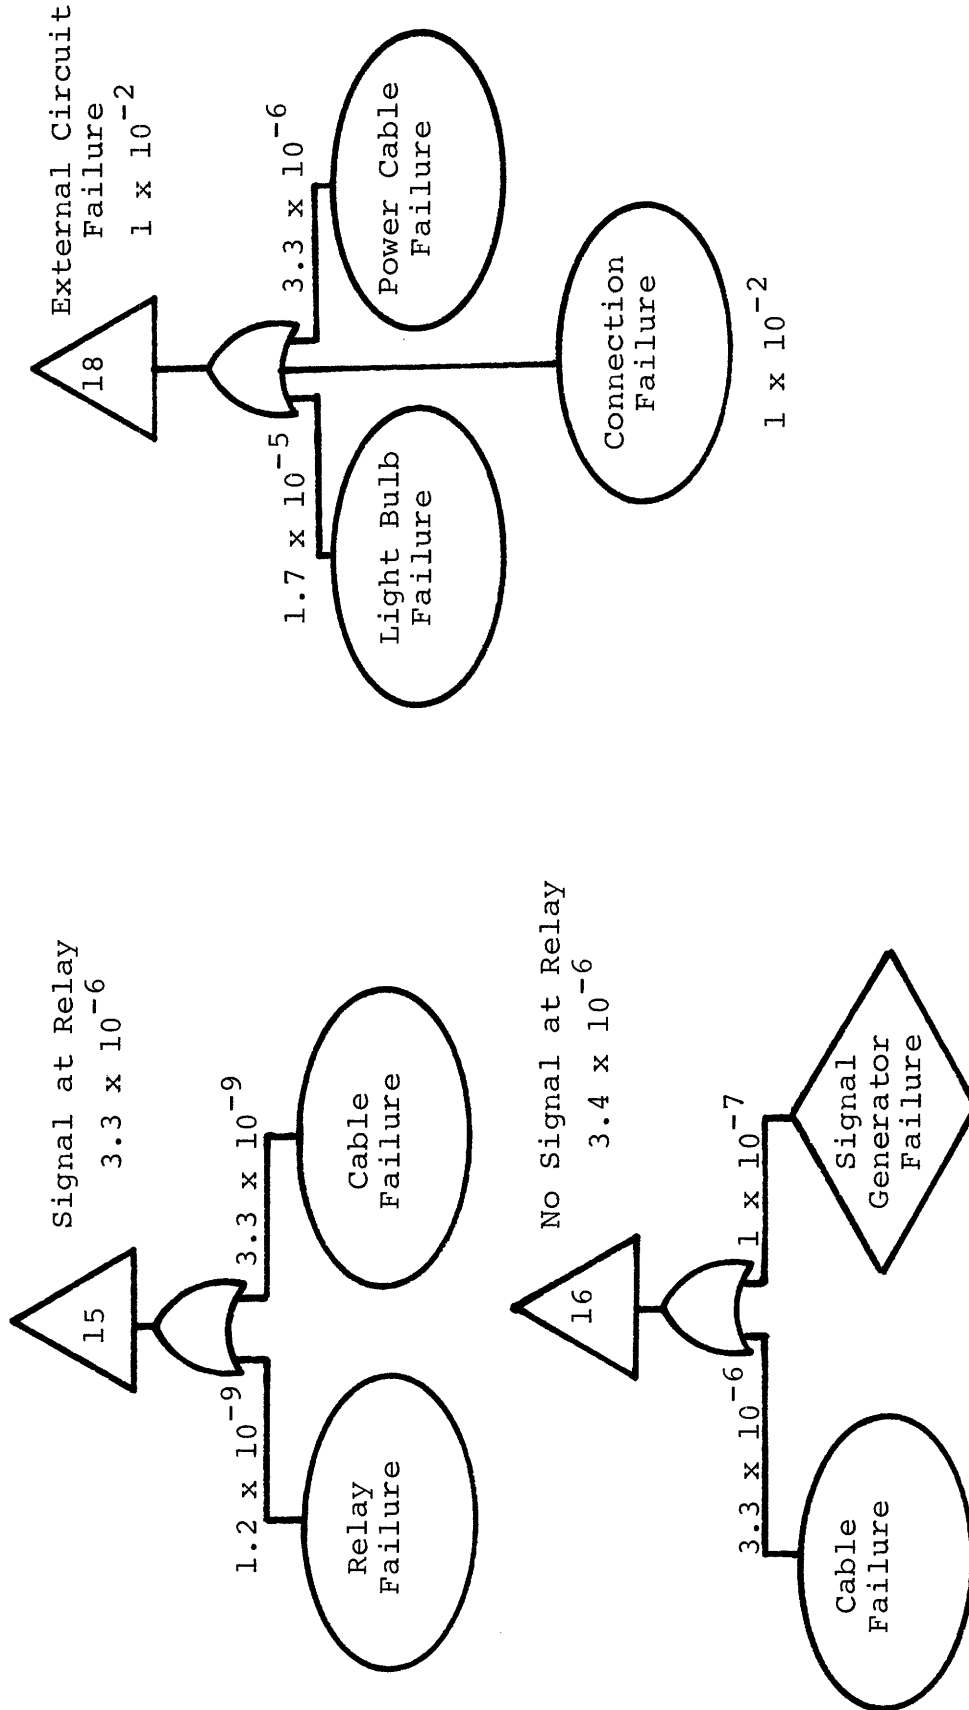 Signal at Relay
3.3 x 10⁻⁶
15
1.2 x 10⁻⁹
3.3 x 10⁻⁹
Relay
Failure
Cable
Failure
No Signal at Relay
3.4 x 10⁻⁶
16
3.3 x 10⁻⁶
1 x 10⁻⁷
Cable
Failure
Signal
Generator
Failure
External Circuit
Failure
1 x 10⁻²
18
1.7 x 10⁻⁵
3.3 x 10⁻⁶
Light Bulb
Failure
Power Cable
Failure
Connection
Failure
1 x 10⁻²